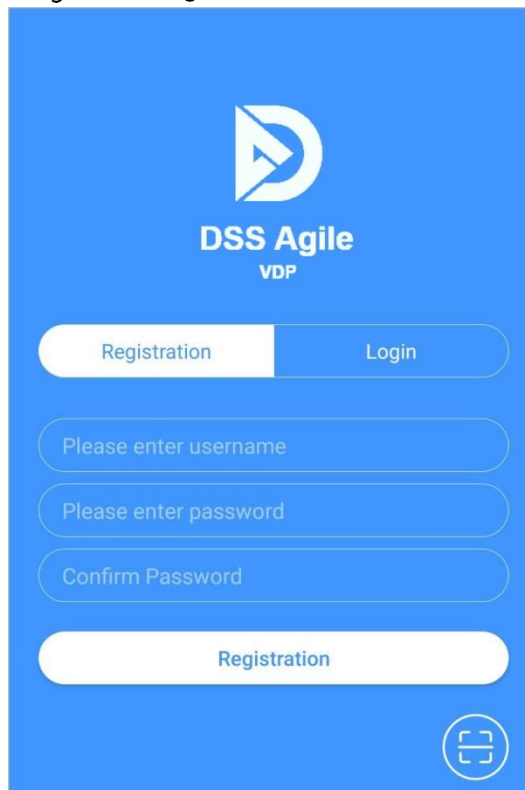 DSS Agile
VDP
Registration Login
Please enter username
Please enter password
Confirm Password
Registration